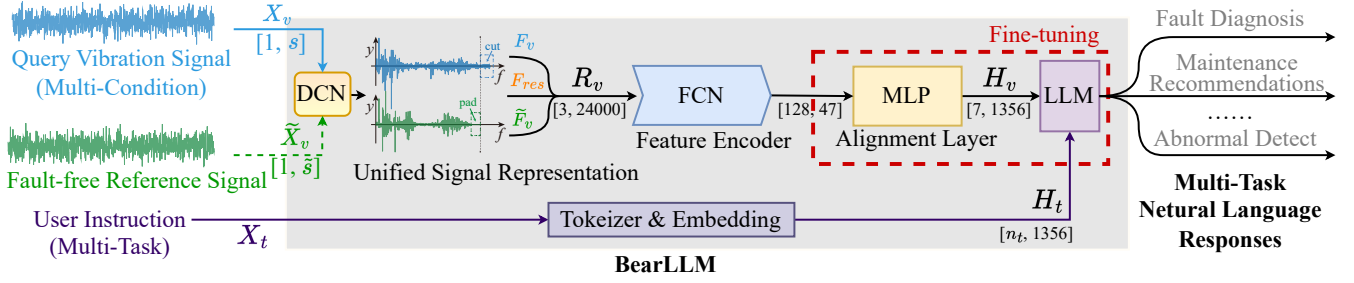 Query Vibration Signal
(Multi-Condition)
X_v
[1, s]
Fault-free Reference Signal
X̃_v
[1, s̃]
User Instruction
(Multi-Task)
X_t
DCN
y
cut
f
y
pad
f
Unified Signal Representation
F_v
F_res
F̃_v
R_v
[3, 24000]
FCN
Feature Encoder
[128, 47]
Fine-tuning
MLP
Alignment Layer
H_v
[7, 1356]
LLM
Tokeizer & Embedding
H_t
[n_t, 1356]
BearLLM
Fault Diagnosis
Maintenance
Recommendations
......
Abnormal Detect
Multi-Task
Netural Language
Responses